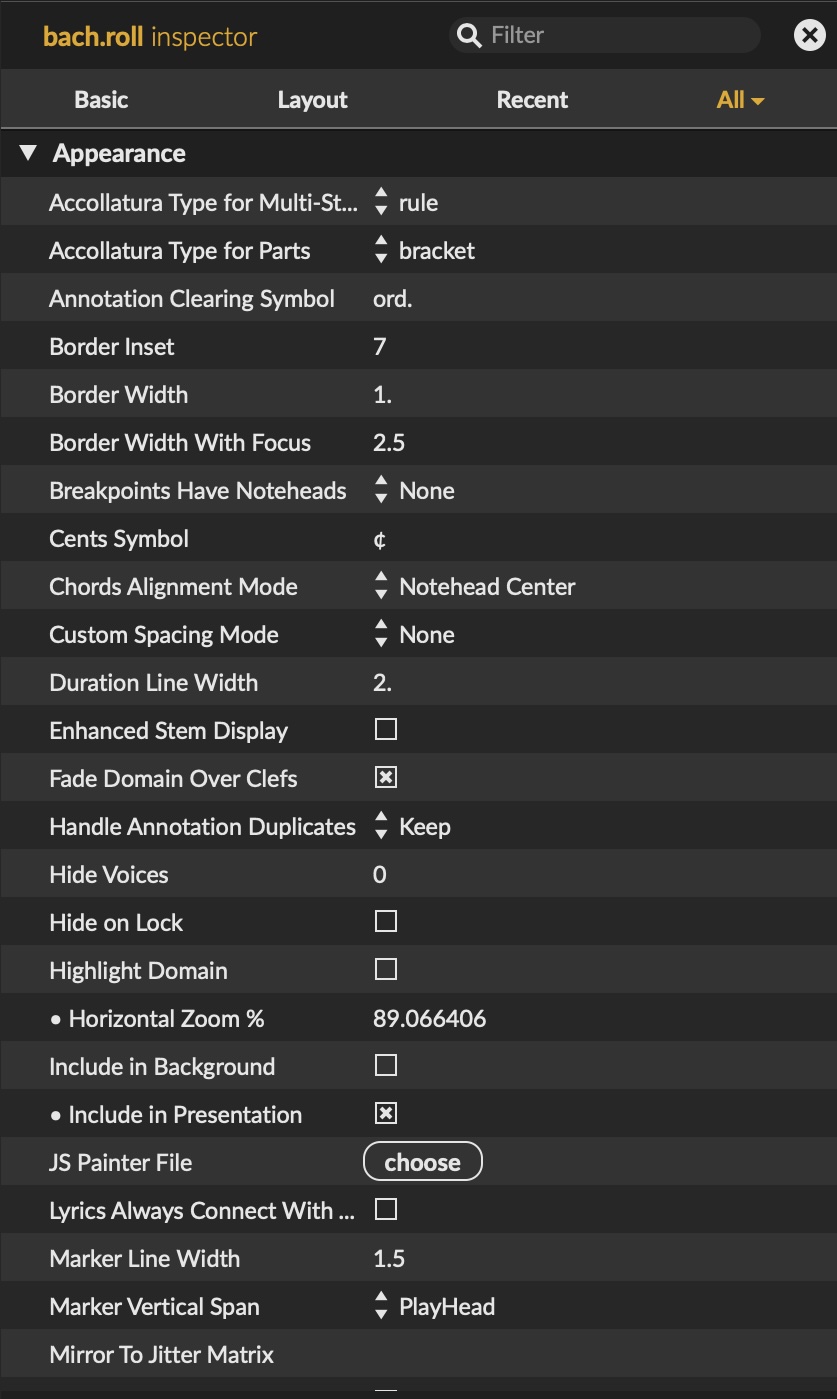 bach.roll inspector Filter
Basic Layout Recent All
Appearance
Accollatura Type for Multi-St... rule
Accollatura Type for Parts bracket
Annotation Clearing Symbol ord.
Border Inset 7
Border Width 1.
Border Width With Focus 2.5
Breakpoints Have Noteheads None
Cents Symbol ¢
Chords Alignment Mode Notehead Center
Custom Spacing Mode None
Duration Line Width 2.
Enhanced Stem Display
Fade Domain Over Clefs
Handle Annotation Duplicates Keep
Hide Voices 0
Hide on Lock
Highlight Domain
• Horizontal Zoom % 89.066406
Include in Background
• Include in Presentation
JS Painter File choose
Lyrics Always Connect With ...
Marker Line Width 1.5
Marker Vertical Span PlayHead
Mirror To Jitter Matrix